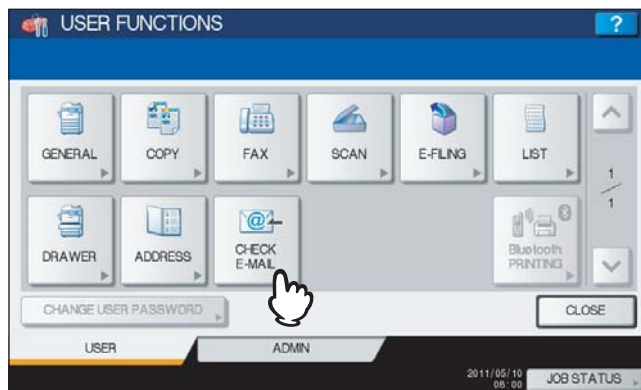 USER FUNCTIONS
?
GENERAL
COPY
FAX
SCAN
E-FILING
LIST
1
1
DRAWER
ADDRESS
@
CHECK
E-MAIL
Bluetooth
PRINTING
CHANGE USER PASSWORD
CLOSE
USER
ADMIN
2011/05/10
06:00
JOB STATUS